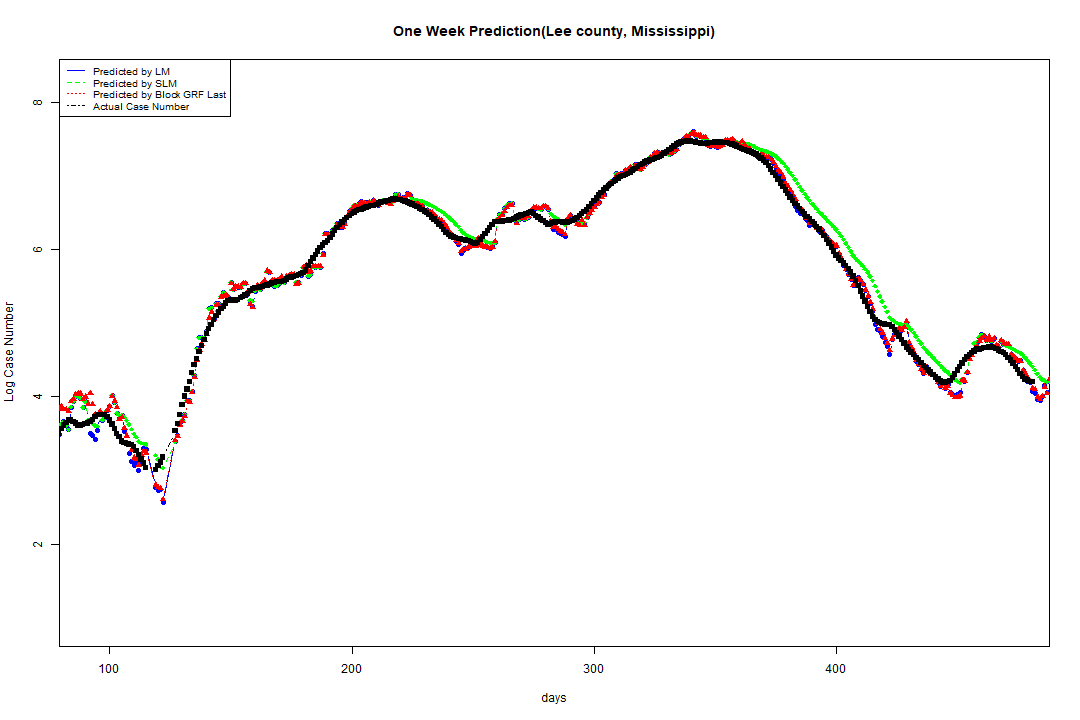 One Week Prediction(Lee county, Mississippi)
Predicted by LM
Predicted by SLM
Predicted by Block GRF Last
Actual Case Number
8
6
4
2
Log Case Number
100 200 300 400
days